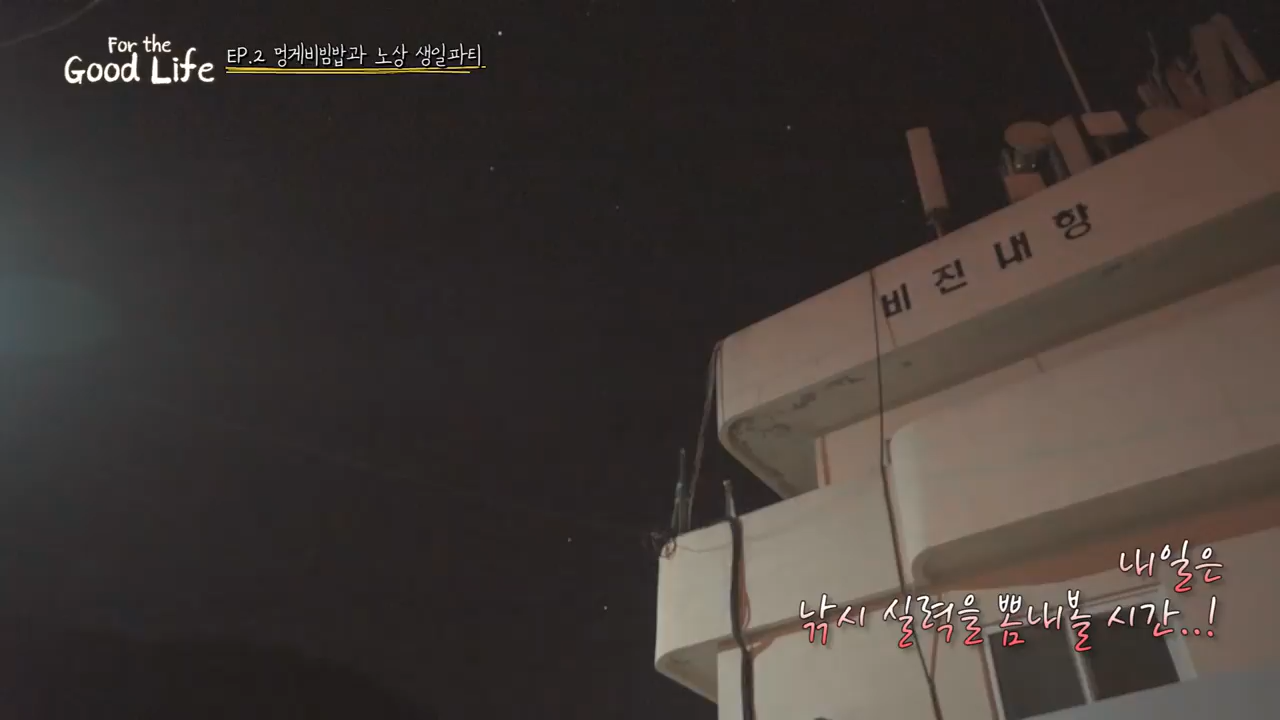 For the
Good Life
EP.2 멍게비빔밥과 노상 생일파티
비진내항
내일은
낚시 실력을 뽐내볼 시간..!